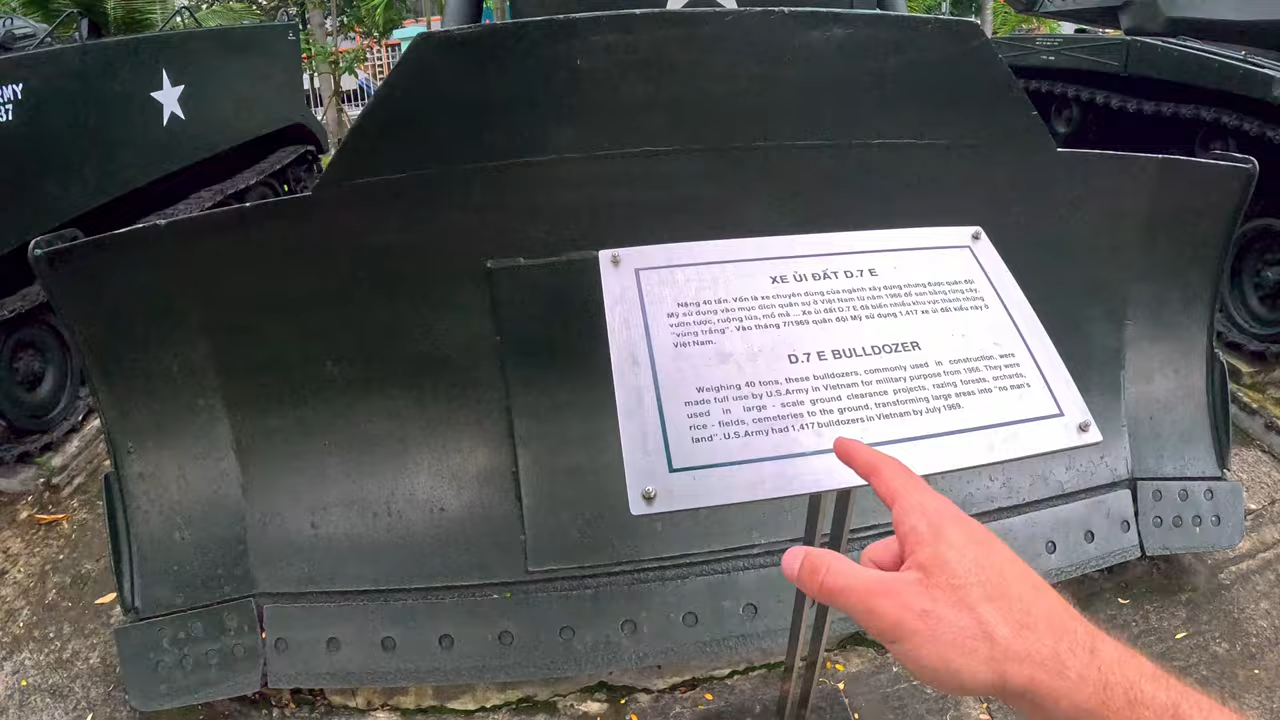 ARMY
37
XE ỦI ĐẤT D.7 E
Nặng 40 tấn. Vốn là xe chuyên dùng của ngành xây dựng nhưng được quân đội
Mỹ sử dụng vào mục đích quân sự ở Việt Nam từ năm 1966 để san bằng rừng cây,
vườn tược, ruộng lúa, mồ mả ... Xe ủi đất D.7 E đã biến nhiều khu vực thành những
"vùng trắng". Vào tháng 7/1969 quân đội Mỹ sử dụng 1.417 xe ủi đất kiểu này ở
Việt Nam.
D.7 E BULLDOZER
Weighing 40 tons, these bulldozers, commonly used in construction, were
made full use by U.S.Army in Vietnam for military purpose from 1966. They were
used in large - scale ground clearance projects, razing forests, orchards,
rice - fields, cemeteries to the ground, transforming large areas into "no man's
land". U.S.Army had 1,417 bulldozers in Vietnam by July 1969.